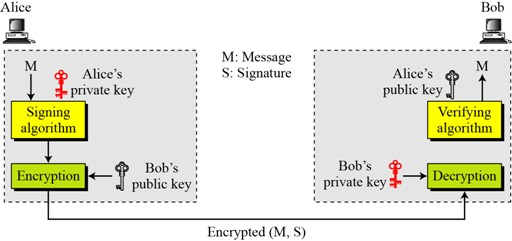 Alice
Bob
M
Alice's
private key
M: Message
S: Signature
Alice's
public key
M
Signing
algorithm
Verifying
algorithm
Encryption
Bob's
public key
Bob's
private key
Decryption
Encrypted (M, S)